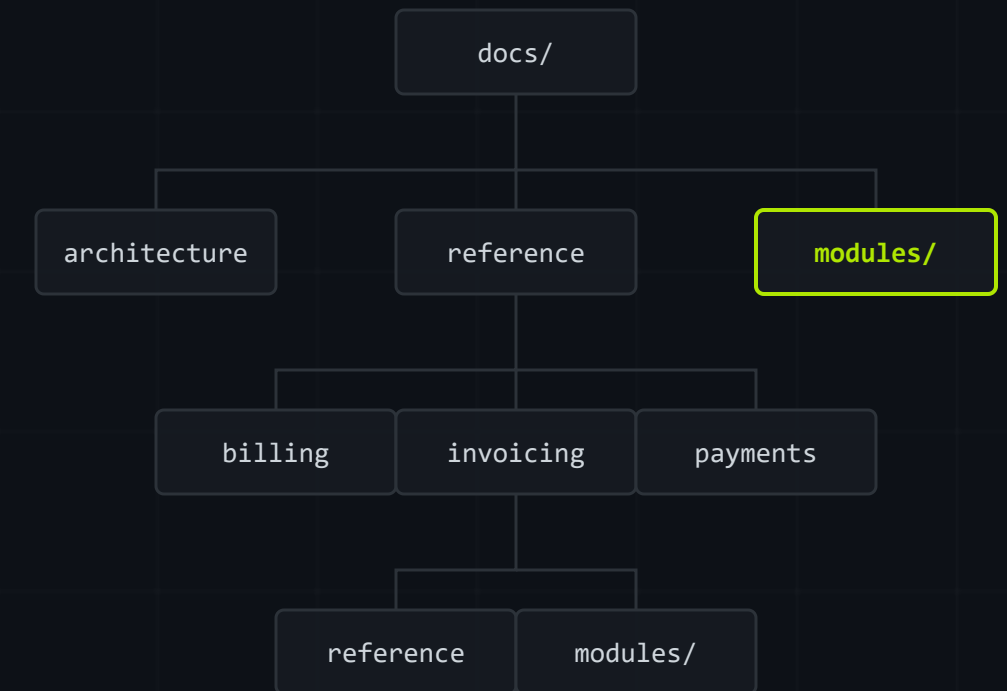 docs/
architecture
reference
modules/
billing
invoicing
payments
reference
modules/